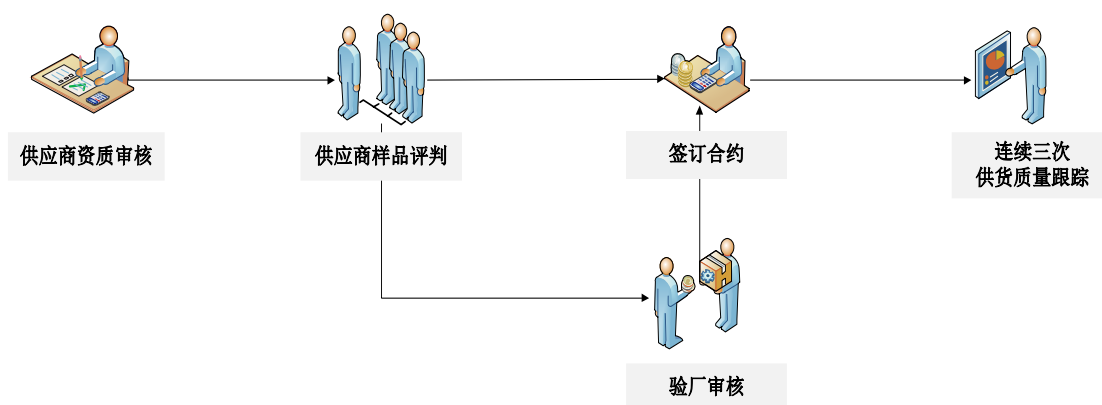 供应商资质审核
供应商样品评判
签订合约
连续三次
供货质量跟踪
验厂审核